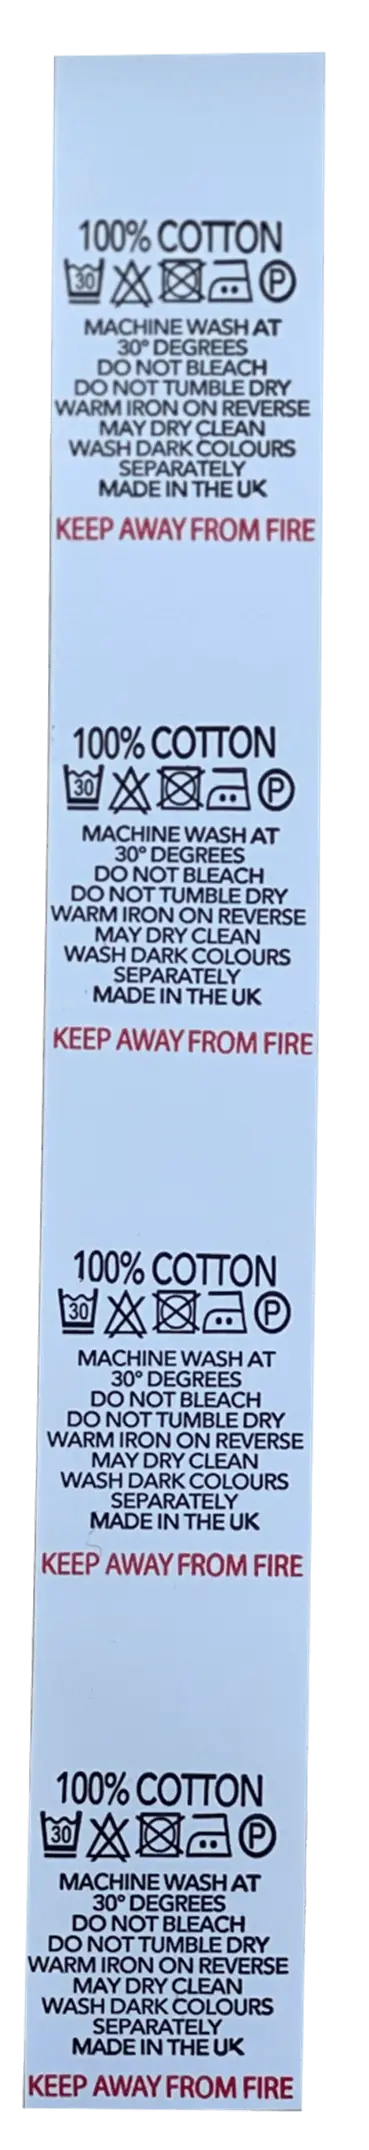 100% COTTON
30 P
MACHINE WASH AT
30° DEGREES
DO NOT BLEACH
DO NOT TUMBLE DRY
WARM IRON ON REVERSE
MAY DRY CLEAN
WASH DARK COLOURS
SEPARATELY
MADE IN THE UK
KEEP AWAY FROM FIRE
100% COTTON
30 P
MACHINE WASH AT
30° DEGREES
DO NOT BLEACH
DO NOT TUMBLE DRY
WARM IRON ON REVERSE
MAY DRY CLEAN
WASH DARK COLOURS
SEPARATELY
MADE IN THE UK
KEEP AWAY FROM FIRE
100% COTTON
30 P
MACHINE WASH AT
30° DEGREES
DO NOT BLEACH
DO NOT TUMBLE DRY
WARM IRON ON REVERSE
MAY DRY CLEAN
WASH DARK COLOURS
SEPARATELY
MADE IN THE UK
KEEP AWAY FROM FIRE
100% COTTON
30 P
MACHINE WASH AT
30° DEGREES
DO NOT BLEACH
DO NOT TUMBLE DRY
WARM IRON ON REVERSE
MAY DRY CLEAN
WASH DARK COLOURS
SEPARATELY
MADE IN THE UK
KEEP AWAY FROM FIRE